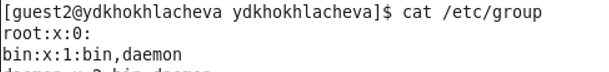 [guest2@ydkhokhlacheva ydkhokhlacheva]$ cat /etc/group
root:x:0:
bin:x:1:bin,daemon